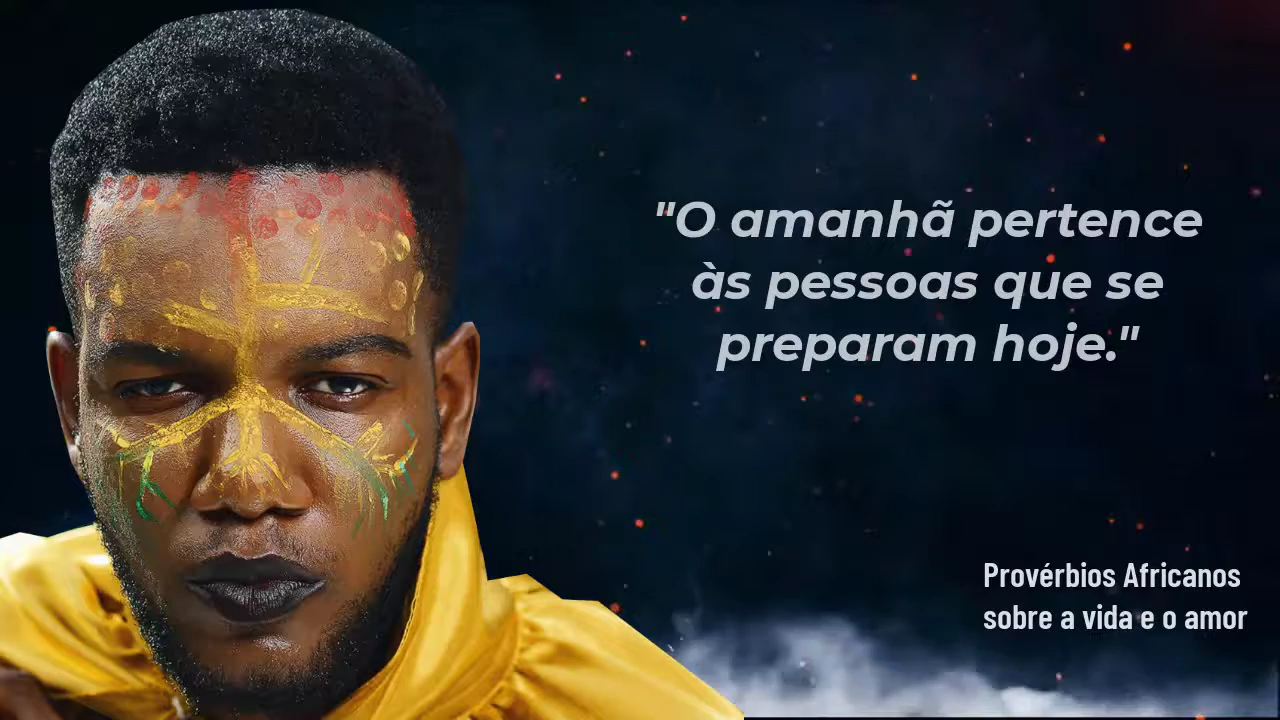 "O amanhã pertence
às pessoas que se
preparam hoje."
Provérbios Africanos
sobre a vida e o amor